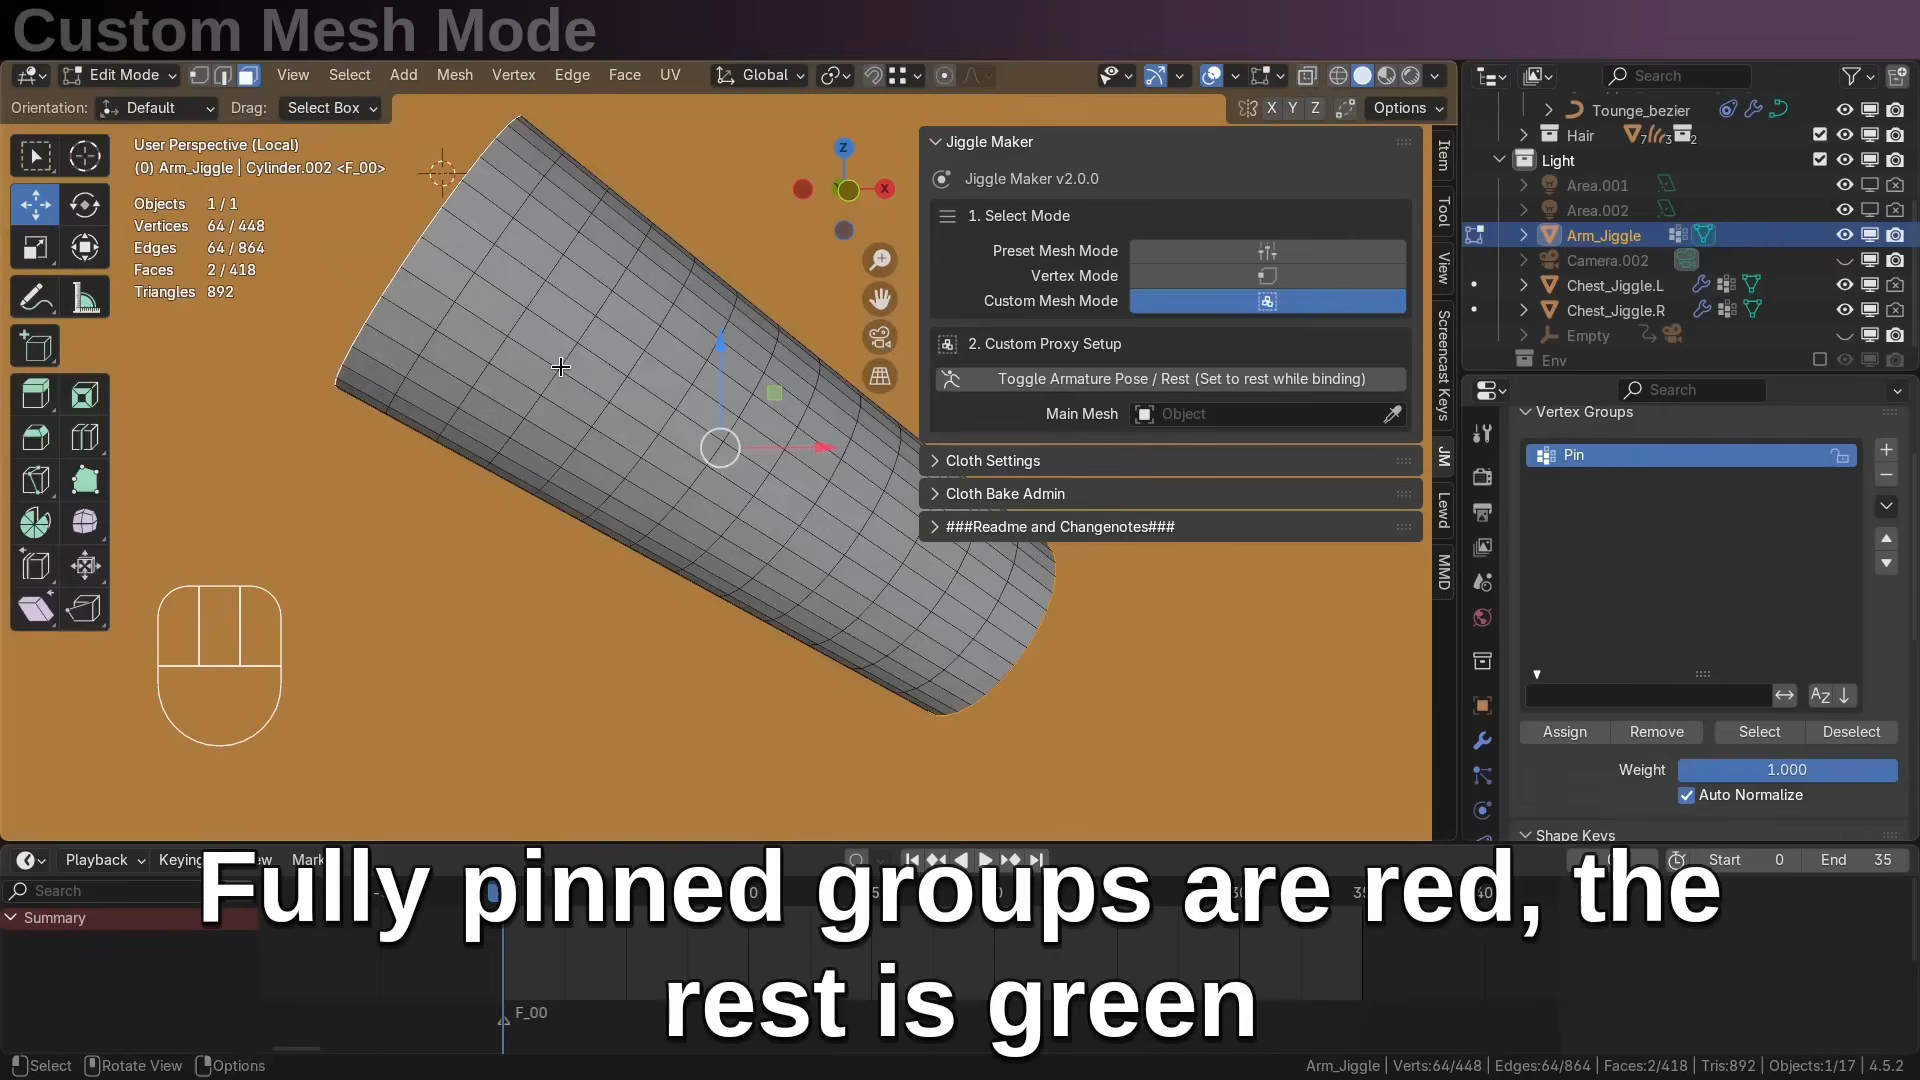 Custom Mesh Mode
Edit Mode View Select Add Mesh Vertex Edge Face UV Global
Orientation: Default Drag: Select Box X Y Z Options
User Perspective (Local)
(0) Arm_Jiggle | Cylinder.002 <F_00>
Objects 1 / 1
Vertices 64 / 448
Edges 64 / 864
Faces 2 / 418
Triangles 892
Z
X
Jiggle Maker
Jiggle Maker v2.0.0
1. Select Mode
Preset Mesh Mode
Vertex Mode
Custom Mesh Mode
2. Custom Proxy Setup
Toggle Armature Pose / Rest (Set to rest while binding)
Main Mesh Object
Cloth Settings
Cloth Bake Admin
###Readme and Changenotes###
Item
Tool
View
Screencast Keys
JM
Lewd
MMD
Search
Tounge_bezier
Hair 7 3 2
Light
Area.001
Area.002
Arm_Jiggle
Camera.002
Chest_Jiggle.L
Chest_Jiggle.R
Empty
Env
Search
Vertex Groups
Pin
AZ
Assign Remove Select Deselect
Weight 1.000
Auto Normalize
Shape Keys
Playback Start 0 End 35
Search
Summary
Fully pinned groups are red, the
rest is green
F_00
Select Rotate View Options
Arm_Jiggle | Verts:64/448 | Edges:64/864 | Faces:2/418 | Tris:892 | Objects:1/17 | 4.5.2